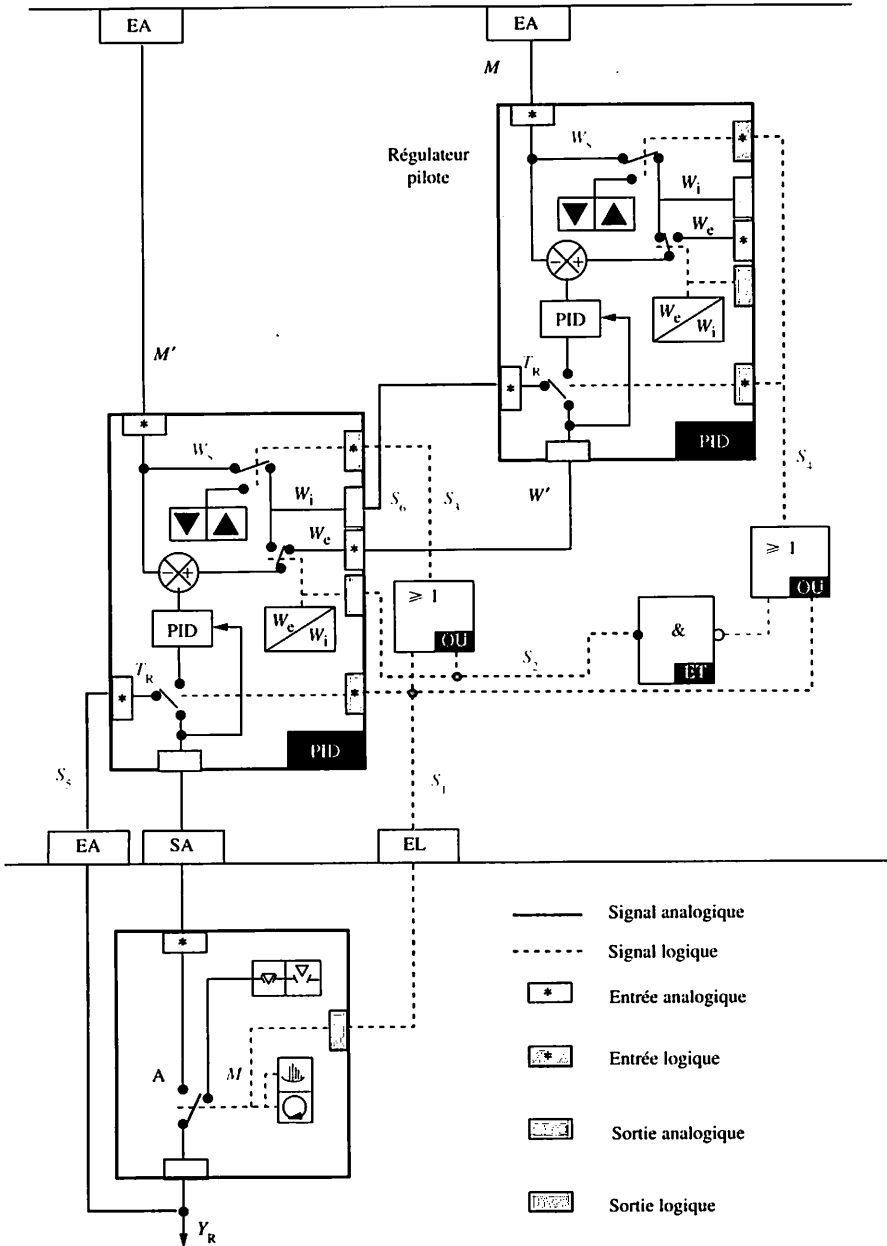 EA
EA
M
Régulateur
pilote
*
*
Ws
Wi
We
*
− +
PID
We
Wi
M'
TR
*
*
PID
*
Ws
*
Wi
S6
S3
W'
S4
We
*
− +
≥ 1
OU
≥ 1
OU
PID
We
Wi
&
ET
S2
TR
*
*
PID
S5
S1
EA
SA
EL
*
A
M
YR
Signal analogique
Signal logique
* Entrée analogique
* Entrée logique
Sortie analogique
Sortie logique